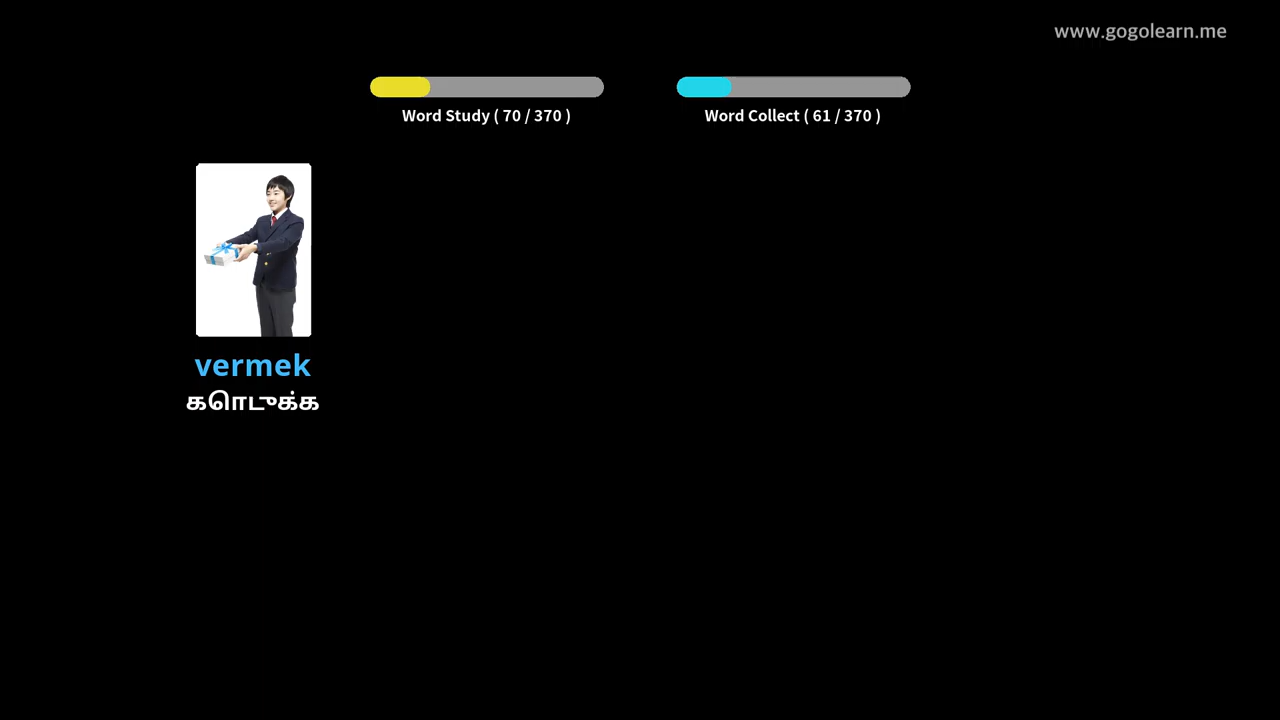 www.gogolearn.me
Word Study ( 70 / 370 )
Word Collect ( 61 / 370 )
vermek
கொடுக்க